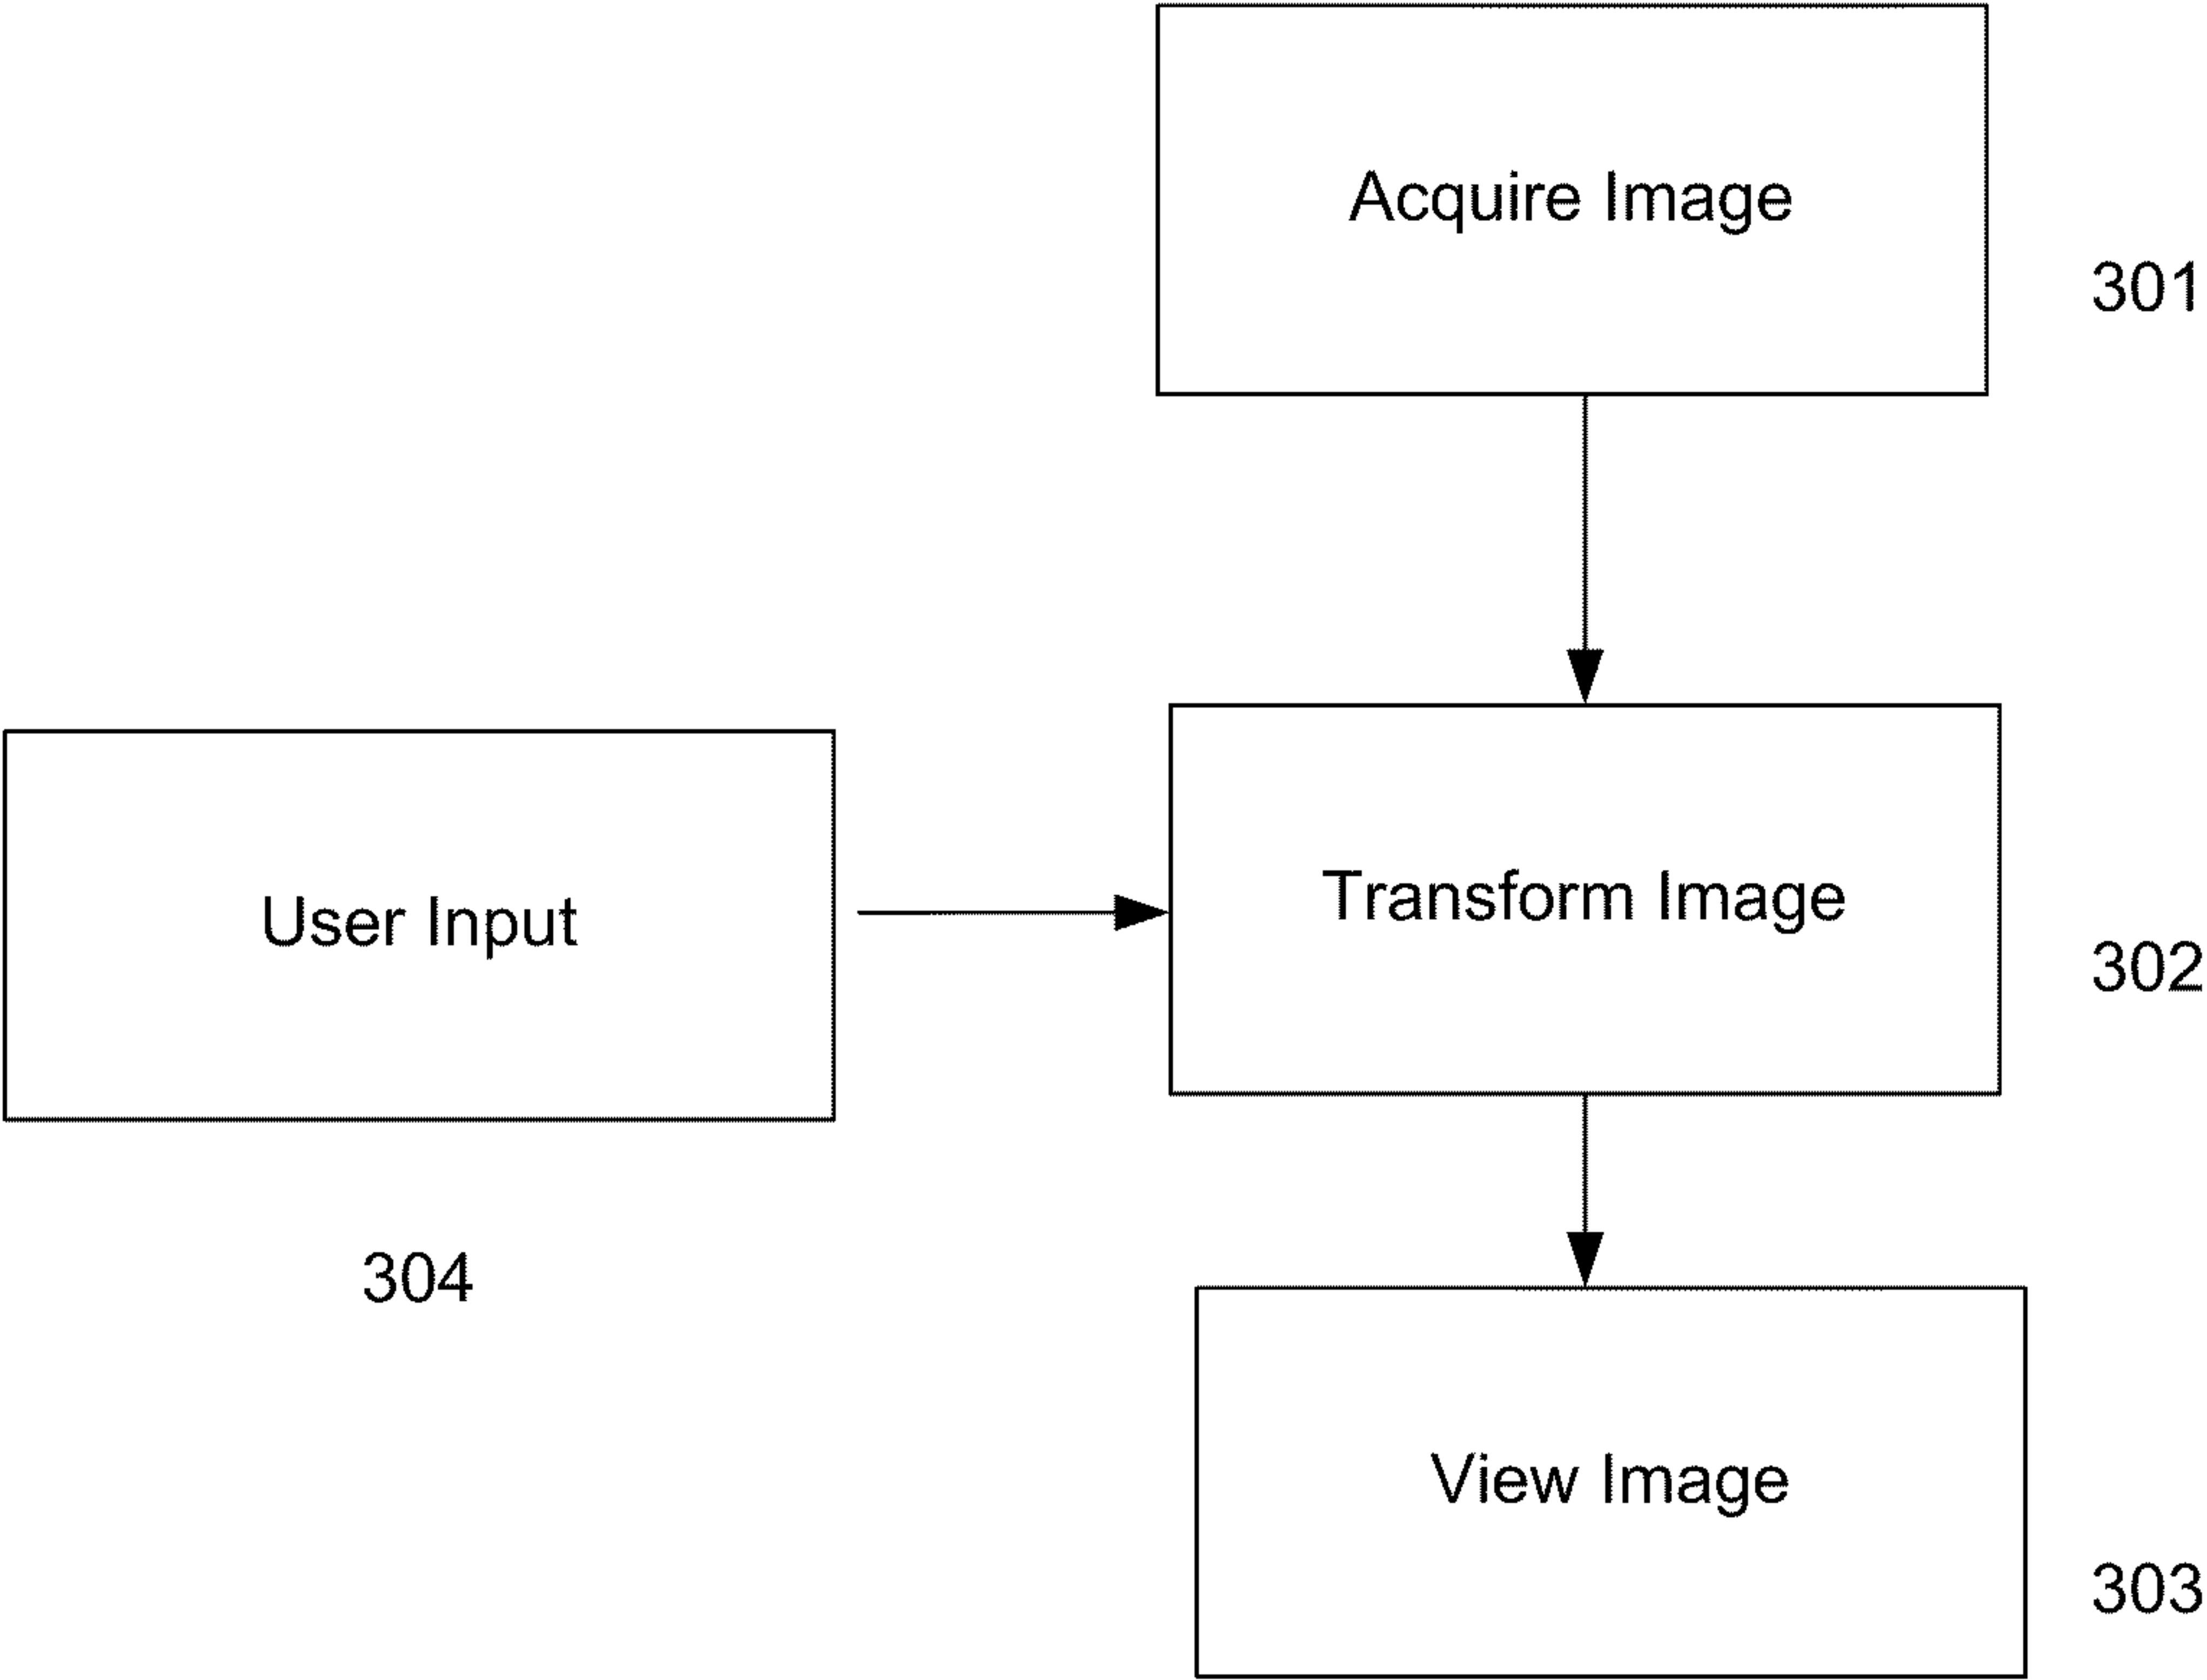 Acquire Image
301
User Input
304
Transform Image
302
View Image
303